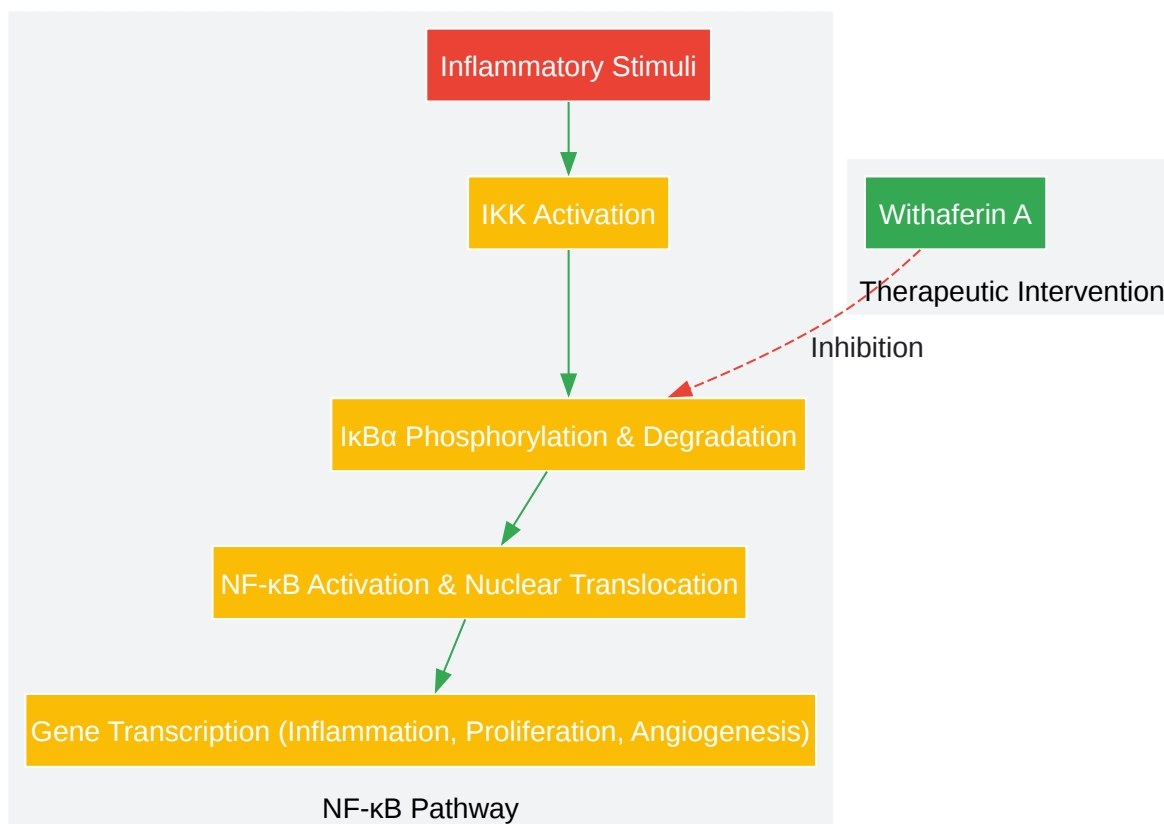 Inflammatory Stimuli
IKK Activation
Withaferin A
Therapeutic Intervention
Inhibition
IκBα Phosphorylation & Degradation
NF-κB Activation & Nuclear Translocation
Gene Transcription (Inflammation, Proliferation, Angiogenesis)
NF-κB Pathway